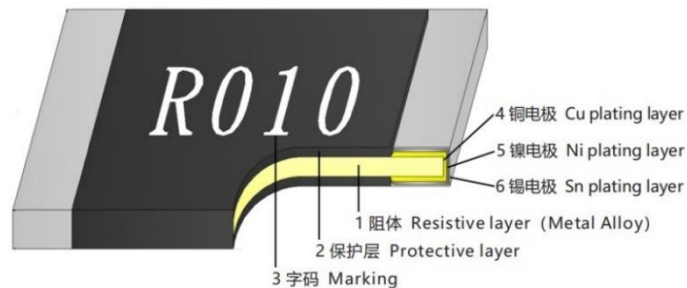 R010
4 铜电极 Cu plating layer
5 镍电极 Ni plating layer
6 锡电极 Sn plating layer
1 阻体 Resistive layer (Metal Alloy)
2 保护层 Protective layer
3 字码 Marking